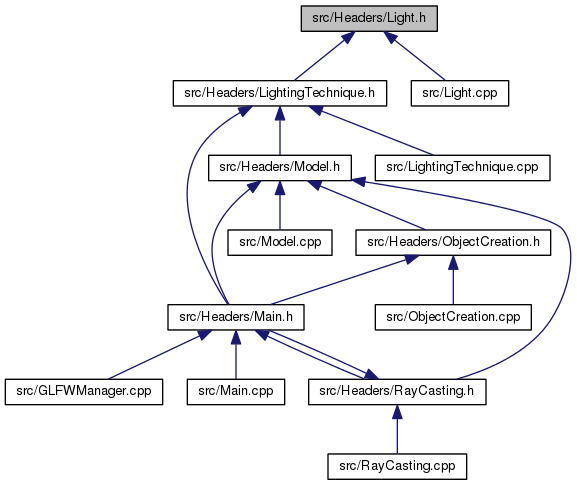 src/Headers/Light.h
src/Headers/LightingTechnique.h
src/Light.cpp
src/Headers/Model.h
src/LightingTechnique.cpp
src/Model.cpp
src/Headers/ObjectCreation.h
src/Headers/Main.h
src/ObjectCreation.cpp
src/GLFWManager.cpp
src/Main.cpp
src/Headers/RayCasting.h
src/RayCasting.cpp